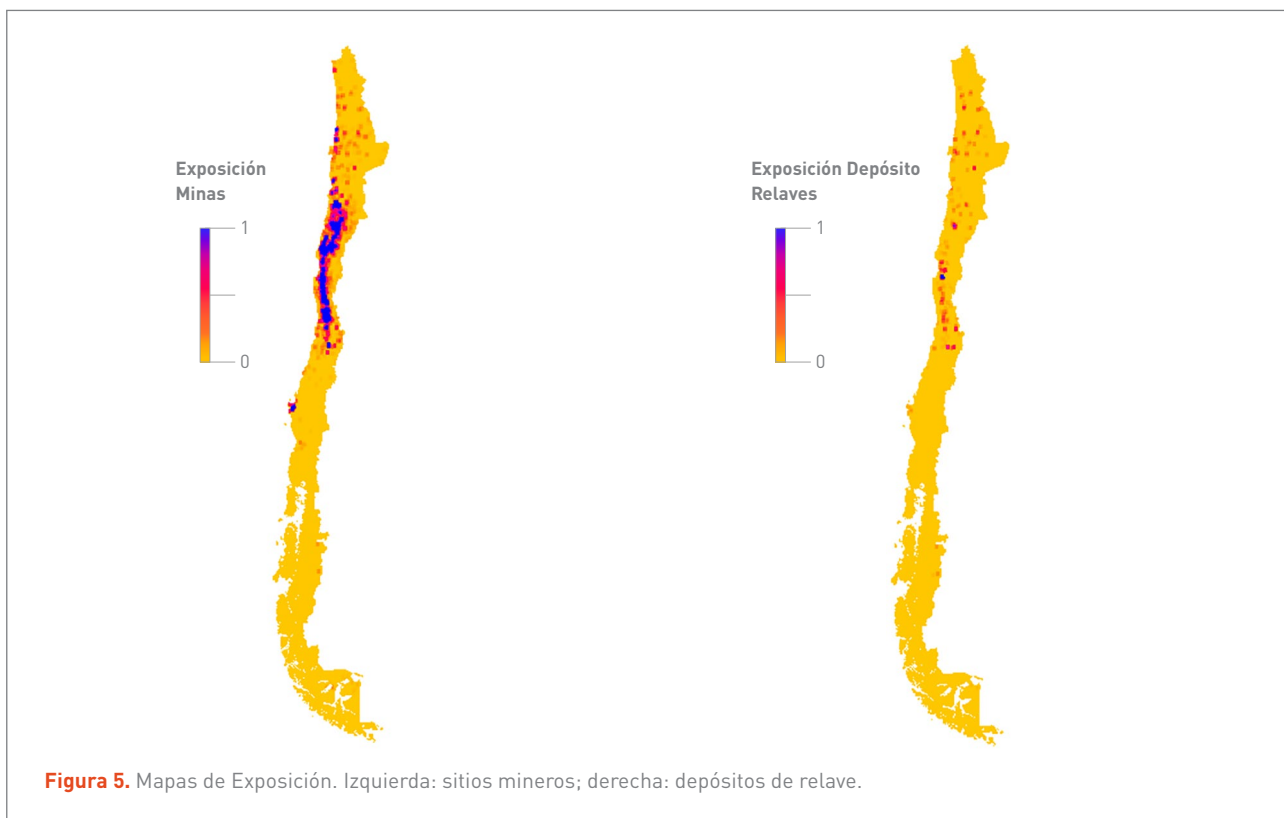 Exposición
Minas
1
0
Exposición Depósito
Relaves
1
0
Figura 5. Mapas de Exposición. Izquierda: sitios mineros; derecha: depósitos de relave.